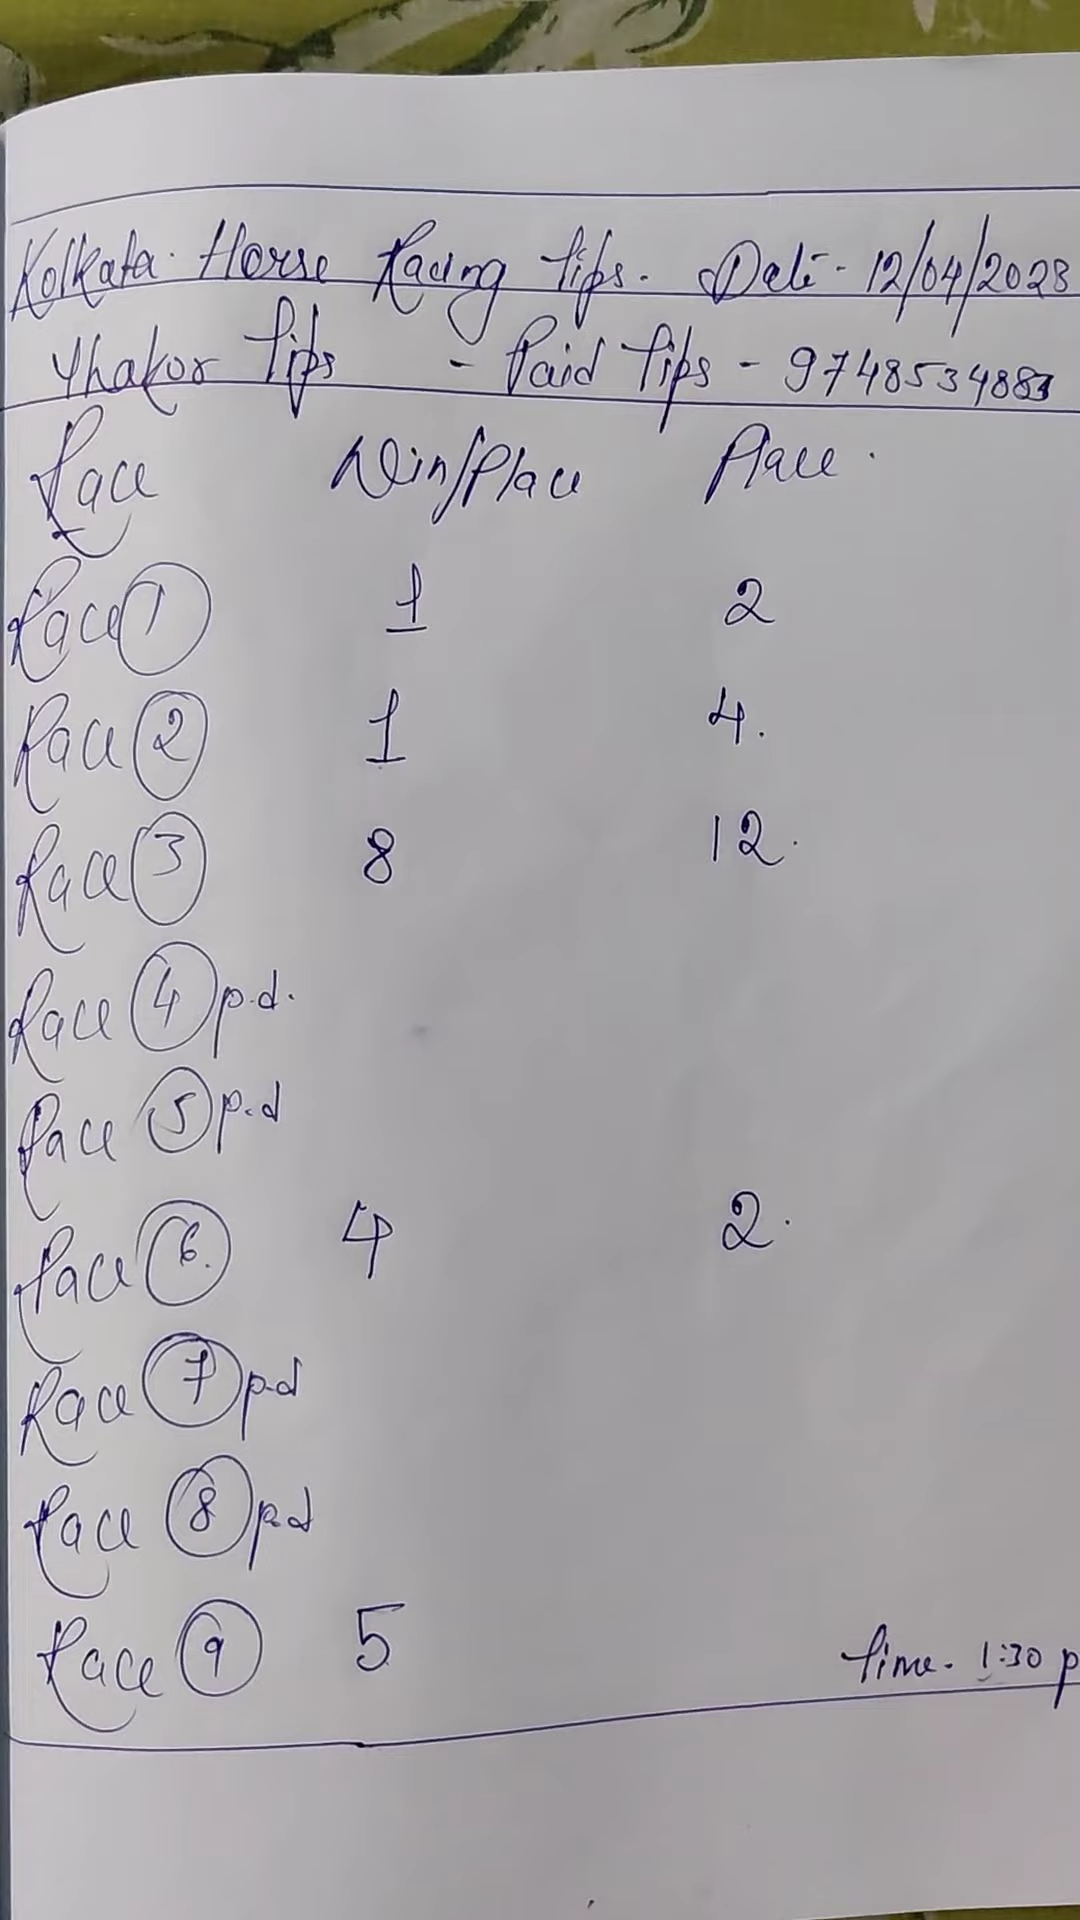 Kolkata Horse Racing Tips. Date - 12/04/2023
Thakor Tips - Paid Tips - 9748534883
Race Win/Place Place
Race 1 1 2
Race 2 1 4.
Race 3 8 12.
Race 4 p.d.
Race 5 p.d
Race 6. 4 2.
Race 7 p.d
Race 8 p.d
Race 9 5
Time - 1:30 p